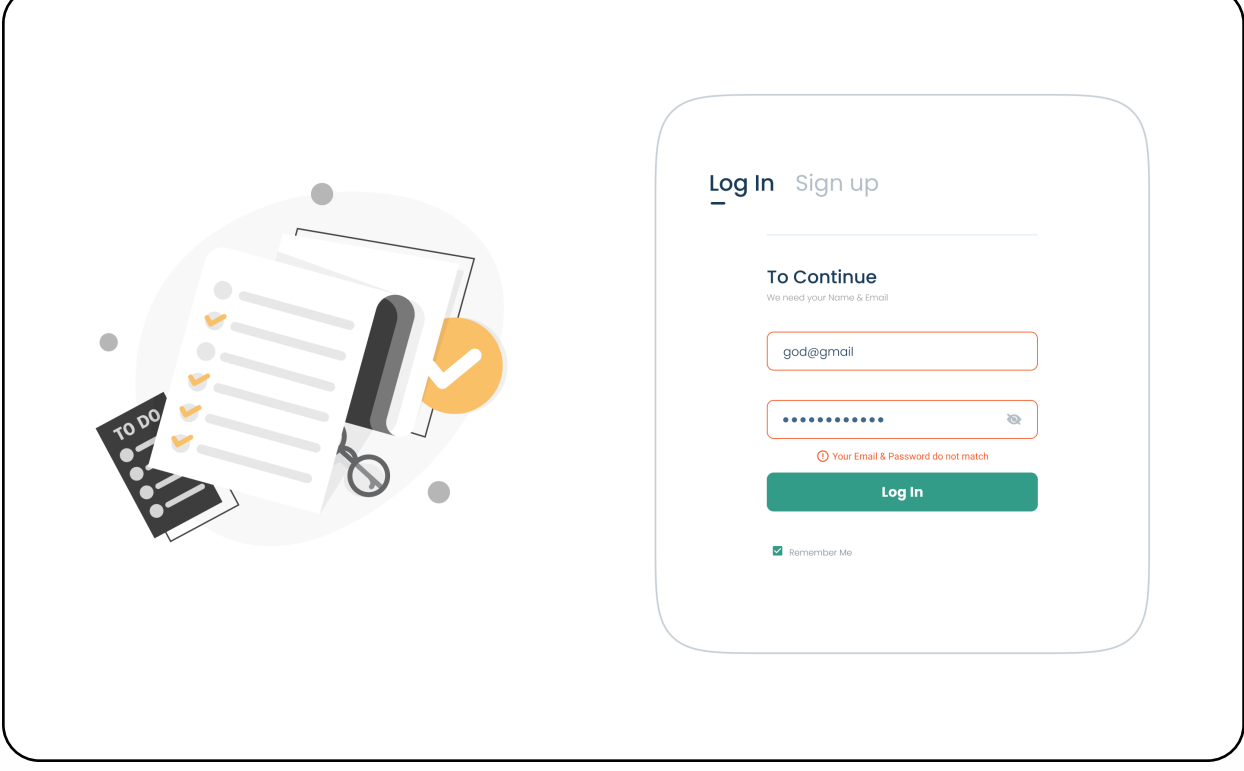 TO DO
Log In Sign up
To Continue
We need your Name & Email
god@gmail
••••••••••••
Your Email & Password do not match
Log In
Remember Me